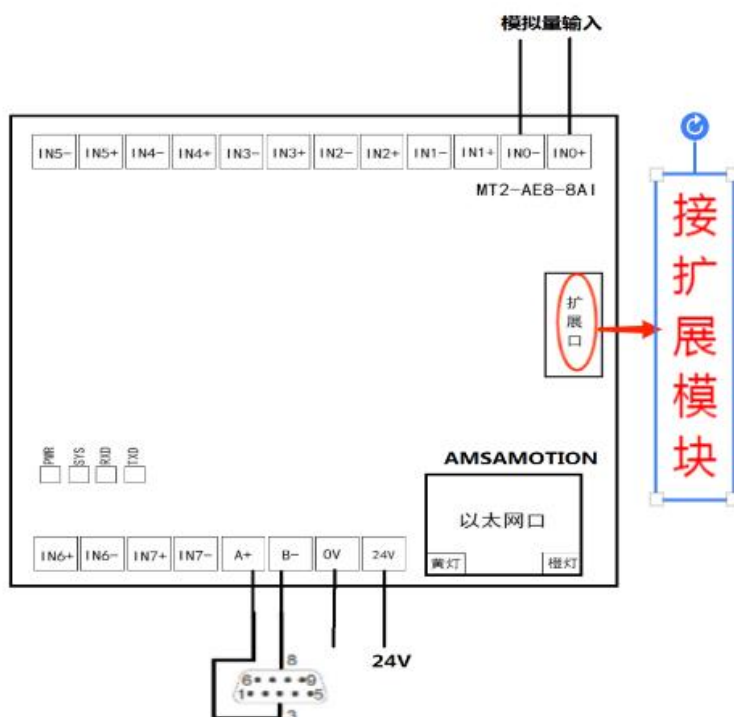 模拟量输入
IN5- IN5+ IN4- IN4+ IN3- IN3+ IN2- IN2+ IN1- IN1+ IN0- IN0+
MT2-AE8-8AI
扩展口
接扩展模块
PWR SYS RXD TXD
AMSAMOTION
以太网口
黄灯 橙灯
IN6+ IN6- IN7+ IN7- A+ B- 0V 24V
24V
8
6 9
1 5
3